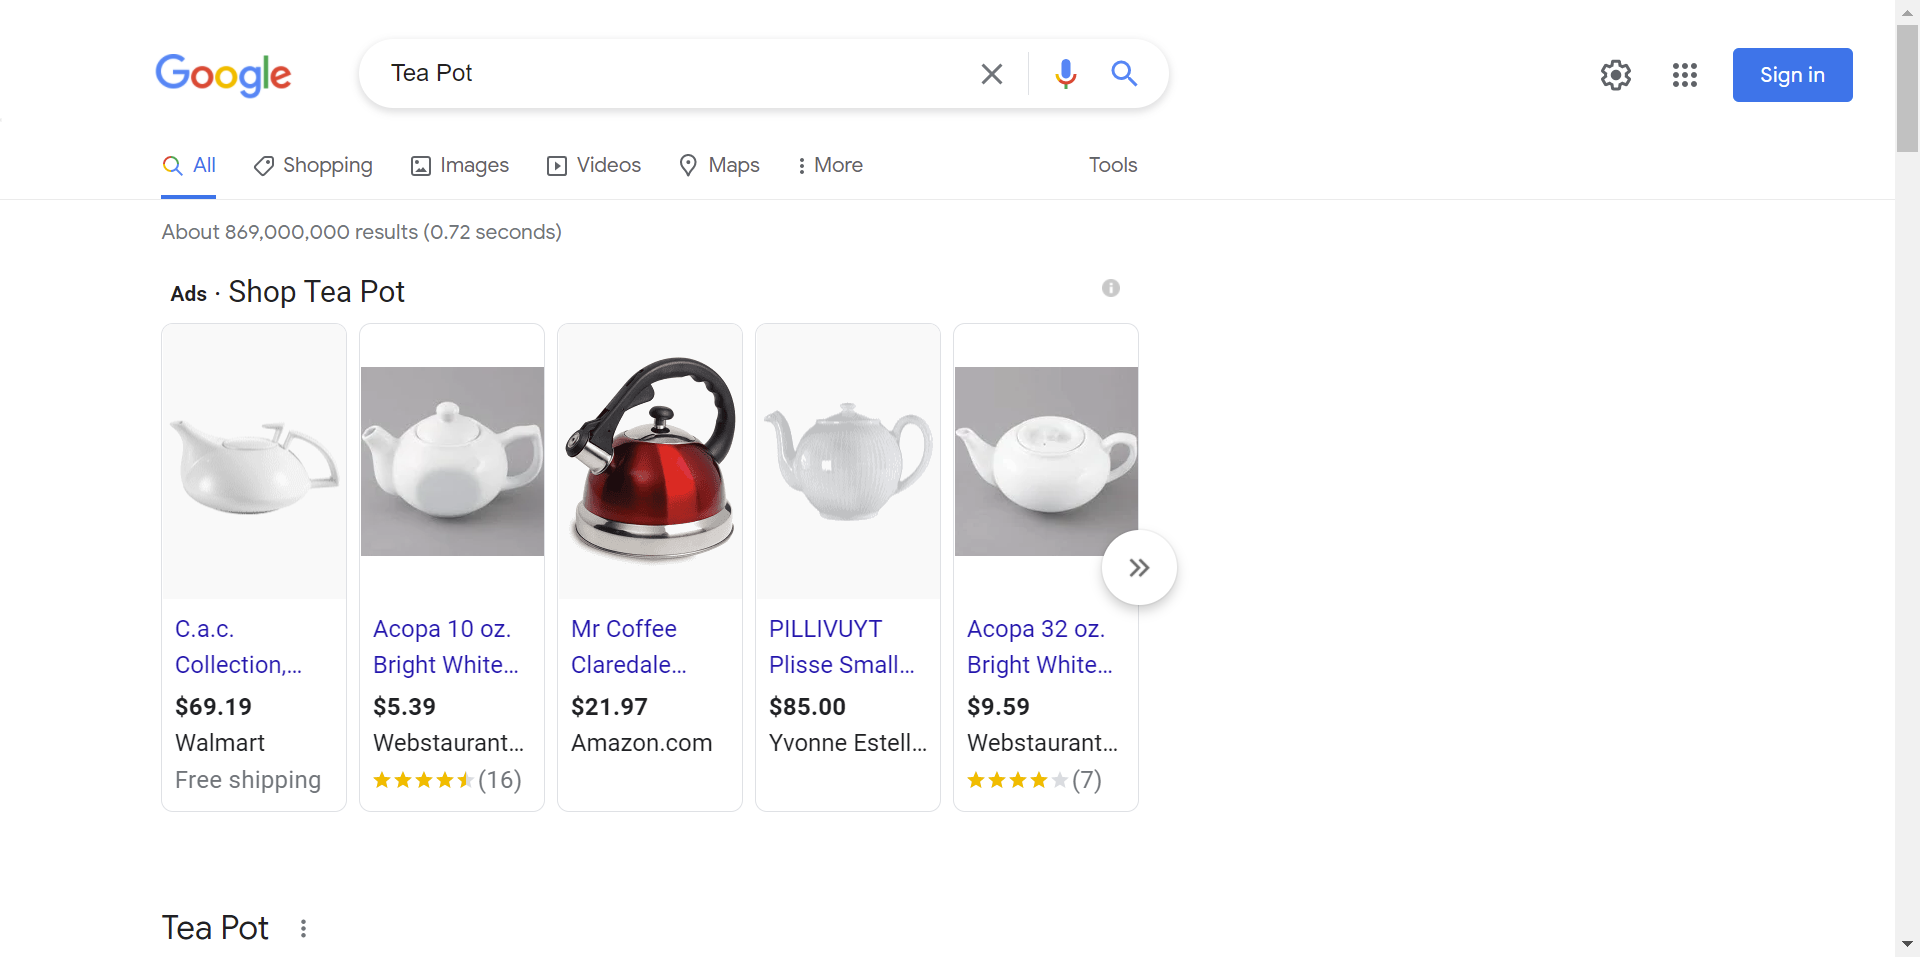 Google
Tea Pot
Sign in
All
Shopping
Images
Videos
Maps
More
Tools
About 869,000,000 results (0.72 seconds)
Ads · Shop Tea Pot
C.a.c.
Collection,...
$69.19
Walmart
Free shipping
Acopa 10 oz.
Bright White...
$5.39
Webstaurant...
(16)
Mr Coffee
Claredale...
$21.97
Amazon.com
PILLIVUYT
Plisse Small...
$85.00
Yvonne Estell...
Acopa 32 oz.
Bright White...
$9.59
Webstaurant...
(7)
Tea Pot